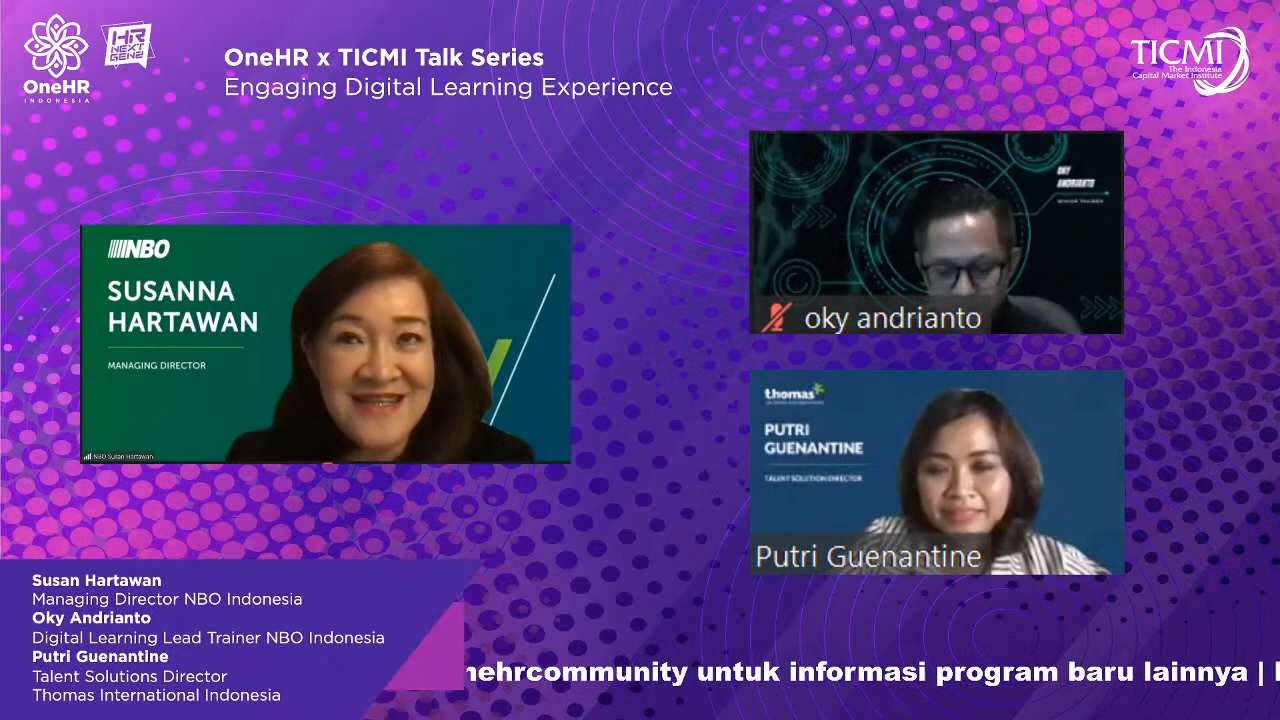 OneHR
INDONESIA
HR
NEXT
GEN
OneHR x TICMI Talk Series
Engaging Digital Learning Experience
TICMI
The Indonesia
Capital Market Institute
NBO
SUSANNA
HARTAWAN
MANAGING DIRECTOR
NBO Susan Hartawan
OKY
ANDRIANTO
SENIOR TRAINER
oky andrianto
thomas
PUTRI
GUENANTINE
TALENT SOLUTION DIRECTOR
Putri Guenantine
Susan Hartawan
Managing Director NBO Indonesia
Oky Andrianto
Digital Learning Lead Trainer NBO Indonesia
Putri Guenantine
Talent Solutions Director
Thomas International Indonesia
nehrcommunity untuk informasi program baru lainnya |